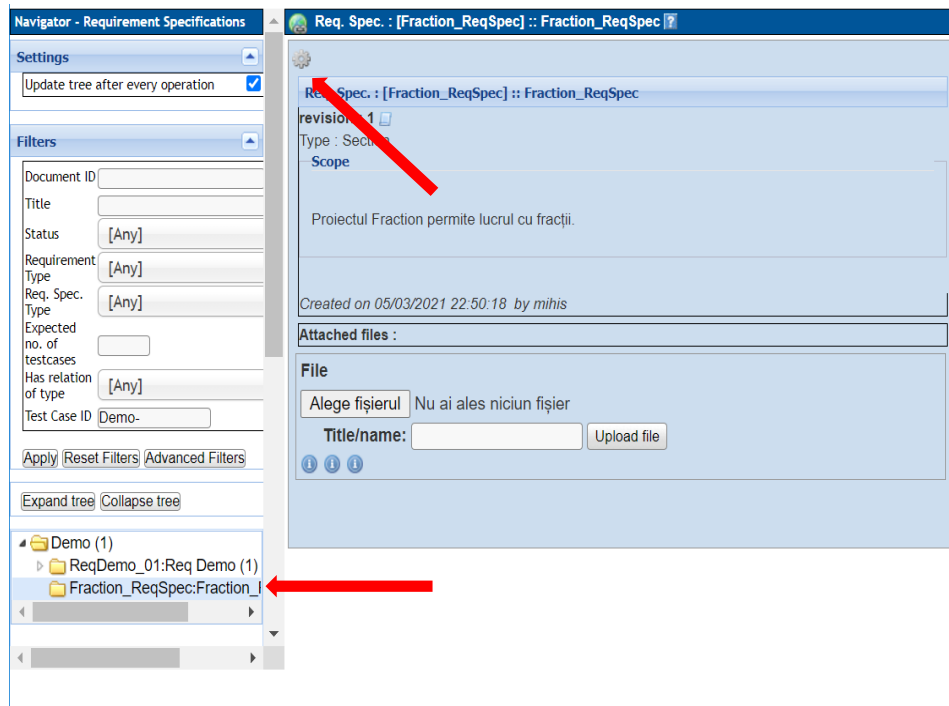 Navigator - Requirement Specifications
Settings
Update tree after every operation
Filters
Document ID
Title
Status [Any]
Requirement
Type [Any]
Req. Spec.
Type [Any]
Expected
no. of
testcases
Has relation
of type [Any]
Test Case ID Demo-
Apply Reset Filters Advanced Filters
Expand tree Collapse tree
Demo (1)
ReqDemo_01:Req Demo (1)
Fraction_ReqSpec:Fraction_
Req. Spec. : [Fraction_ReqSpec] :: Fraction_ReqSpec ?
Req. Spec. : [Fraction_ReqSpec] :: Fraction_ReqSpec
revision : 1
Type : Section
Scope
Proiectul Fraction permite lucrul cu fracții.
Created on 05/03/2021 22:50:18 by mihis
Attached files :
File
Alege fișierul Nu ai ales niciun fișier
Title/name: Upload file